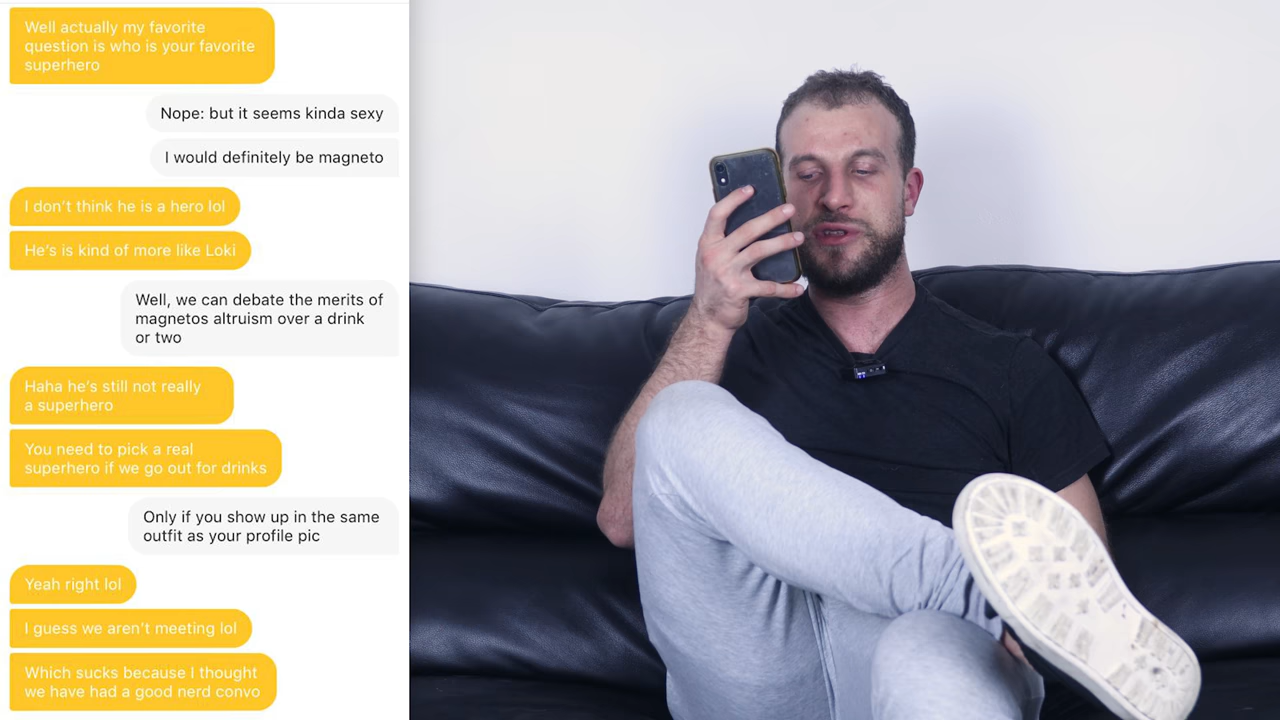 Well actually my favorite
question is who is your favorite
superhero
Nope: but it seems kinda sexy
I would definitely be magneto
I don't think he is a hero lol
He's is kind of more like Loki
Well, we can debate the merits of
magnetos altruism over a drink
or two
Haha he's still not really
a superhero
You need to pick a real
superhero if we go out for drinks
Only if you show up in the same
outfit as your profile pic
Yeah right lol
I guess we aren't meeting lol
Which sucks because I thought
we have had a good nerd convo